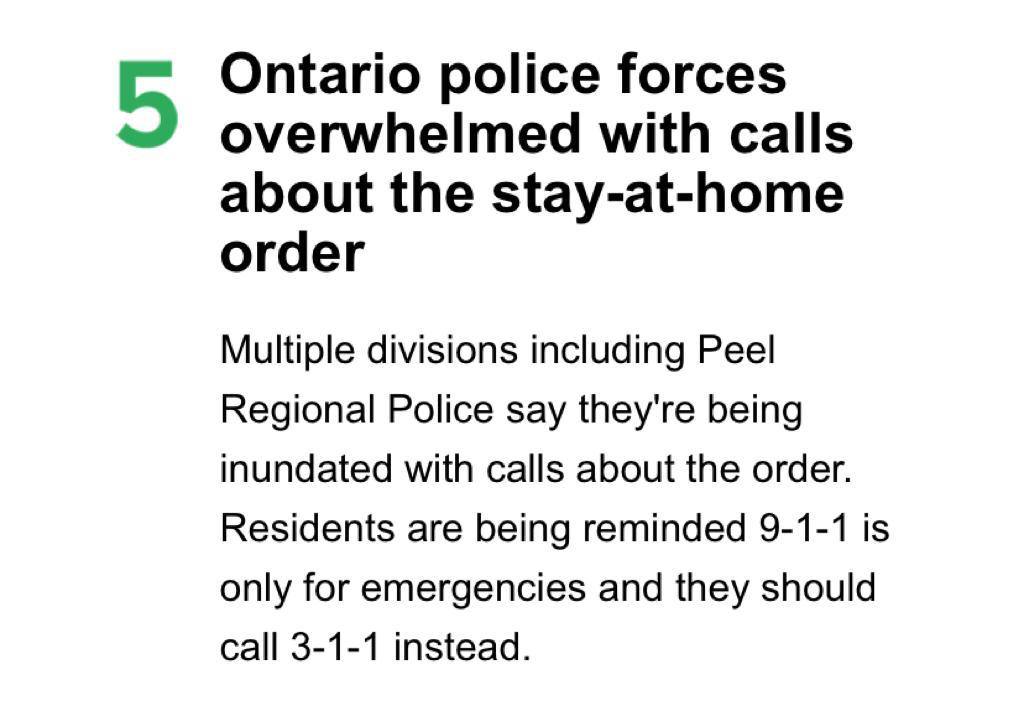 5
Ontario police forces
overwhelmed with calls
about the stay-at-home
order
Multiple divisions including Peel
Regional Police say they're being
inundated with calls about the order.
Residents are being reminded 9-1-1 is
only for emergencies and they should
call 3-1-1 instead.